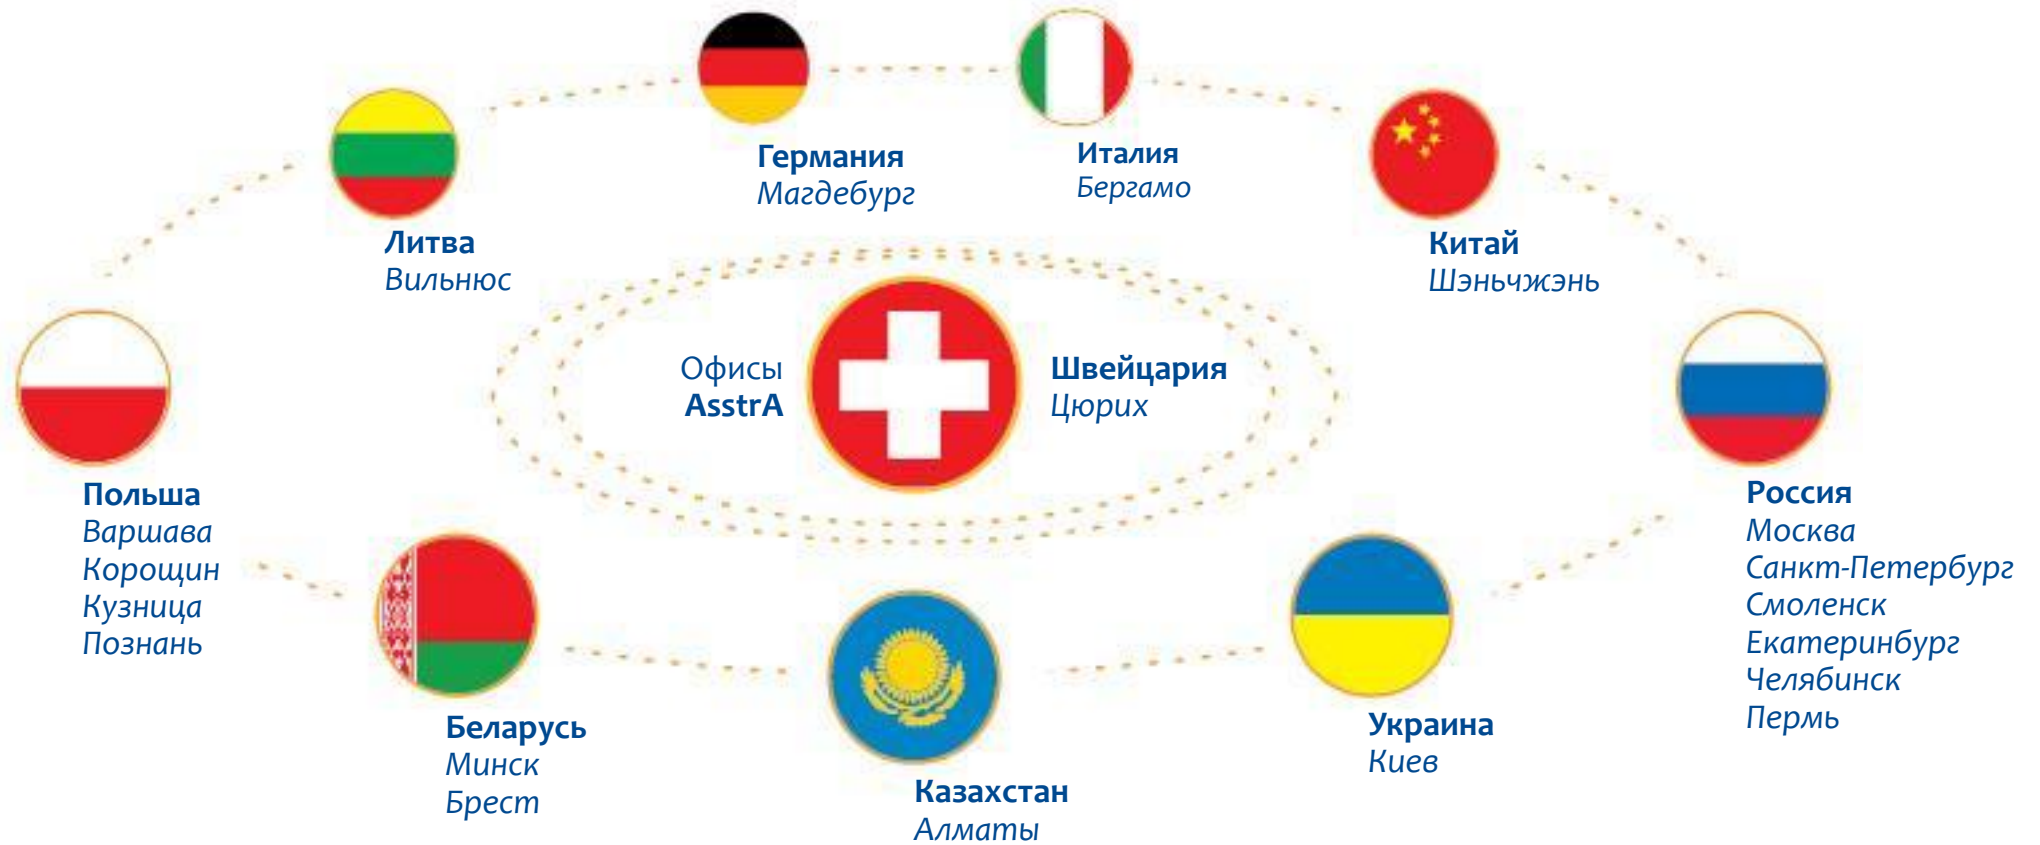 Германия
Магдебург
Италия
Бергамо
Литва
Вильнюс
Китай
Шэньчжэнь
Офисы
AsstrA
Швейцария
Цюрих
Польша
Варшава
Корощин
Кузница
Познань
Россия
Москва
Санкт-Петербург
Смоленск
Екатеринбург
Челябинск
Пермь
Беларусь
Минск
Брест
Казахстан
Алматы
Украина
Киев